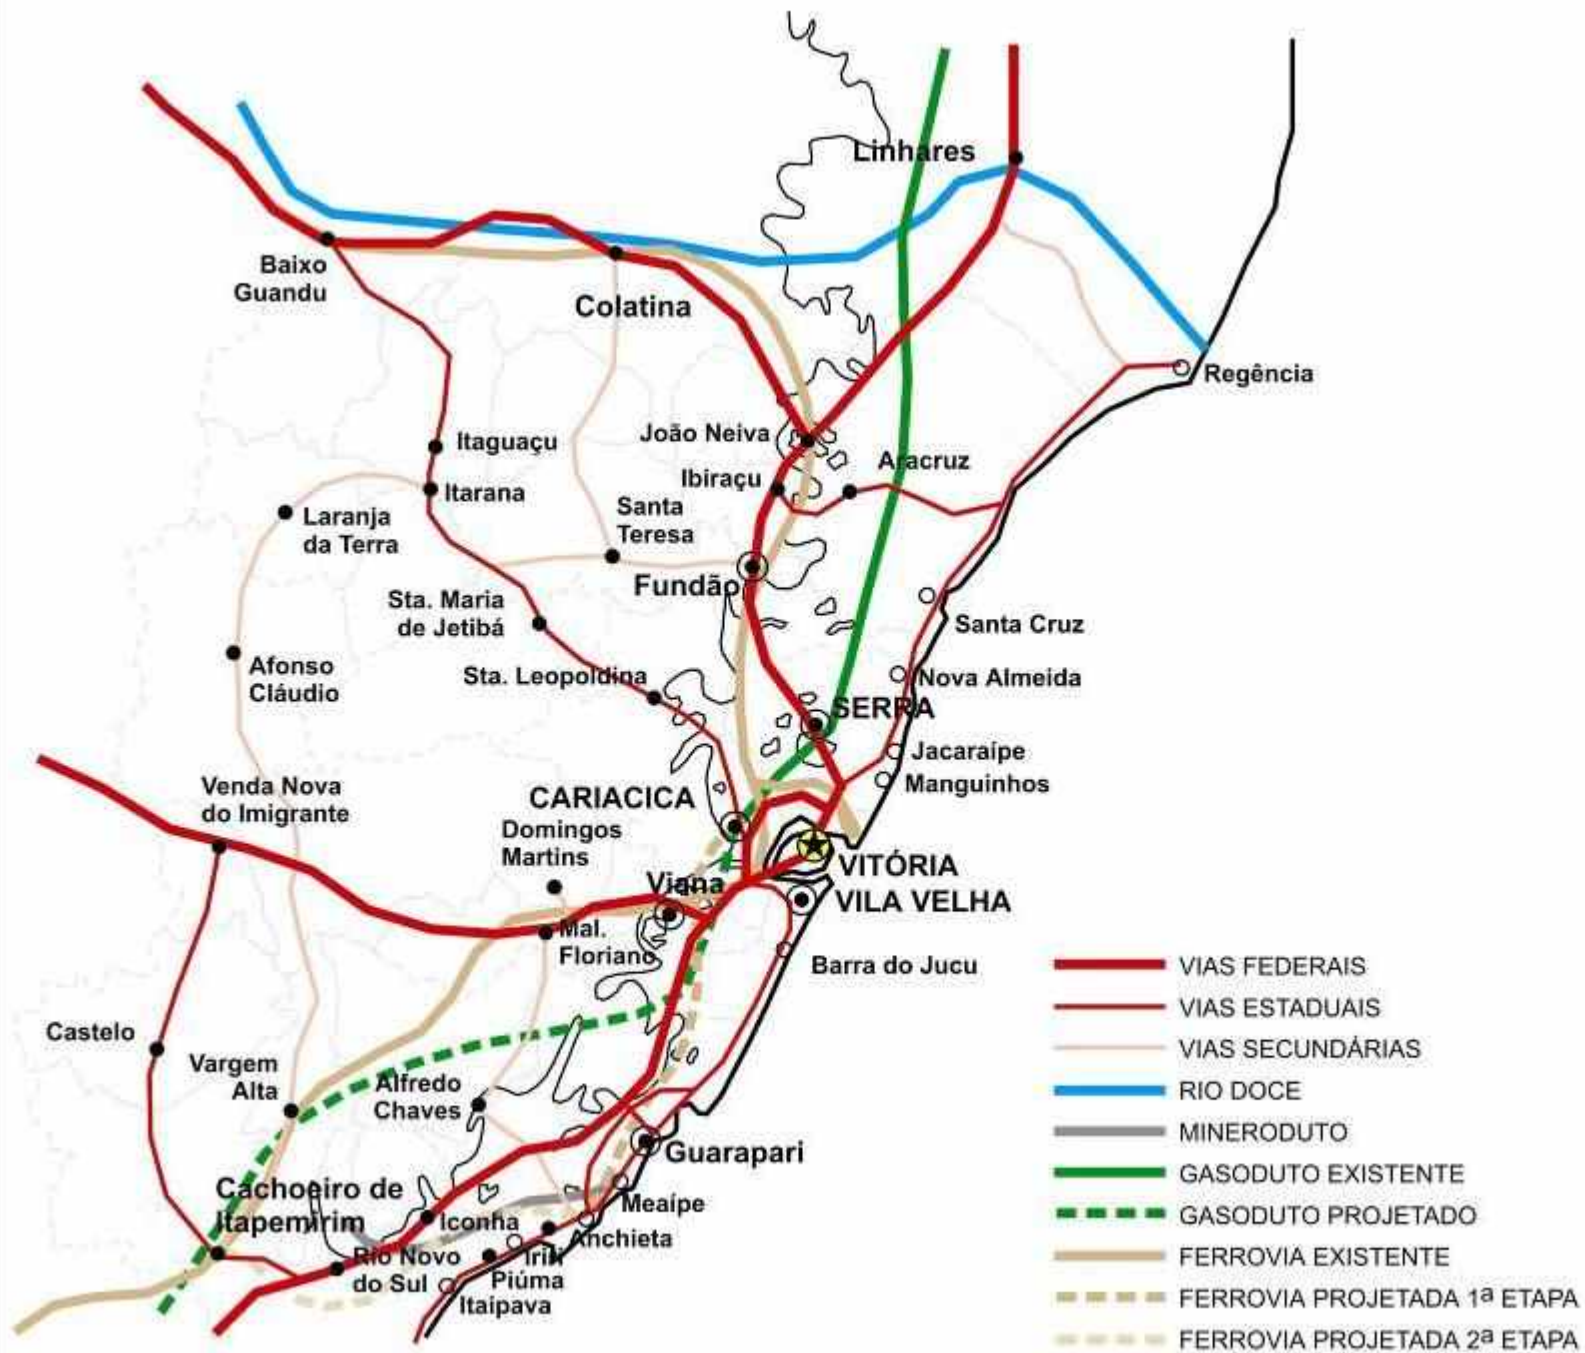 Linhares
Baixo
Guandu
Colatina
Regência
João Neiva
Itaguaçu
Aracruz
Ibiraçu
Itarana
Santa
Teresa
Laranja
da Terra
Fundão
Sta. Maria
de Jetibá
Santa Cruz
Afonso
Cláudio
Sta. Leopoldina
Nova Almeida
SERRA
Jacaraípe
Manguinhos
Venda Nova
do Imigrante
CARIACICA
Domingos
Martins
VITÓRIA
Viana
VILA VELHA
Mal.
Floriano
Barra do Jucu
Castelo
Vargem
Alta
Alfredo
Chaves
Guarapari
Cachoeiro de
Itapemirim
Meaípe
Iconha
Anchieta
Iriri
Rio Novo
do Sul
Piúma
Itaipava
VIAS FEDERAIS
VIAS ESTADUAIS
VIAS SECUNDÁRIAS
RIO DOCE
MINERODUTO
GASODUTO EXISTENTE
GASODUTO PROJETADO
FERROVIA EXISTENTE
FERROVIA PROJETADA 1ª ETAPA
FERROVIA PROJETADA 2ª ETAPA